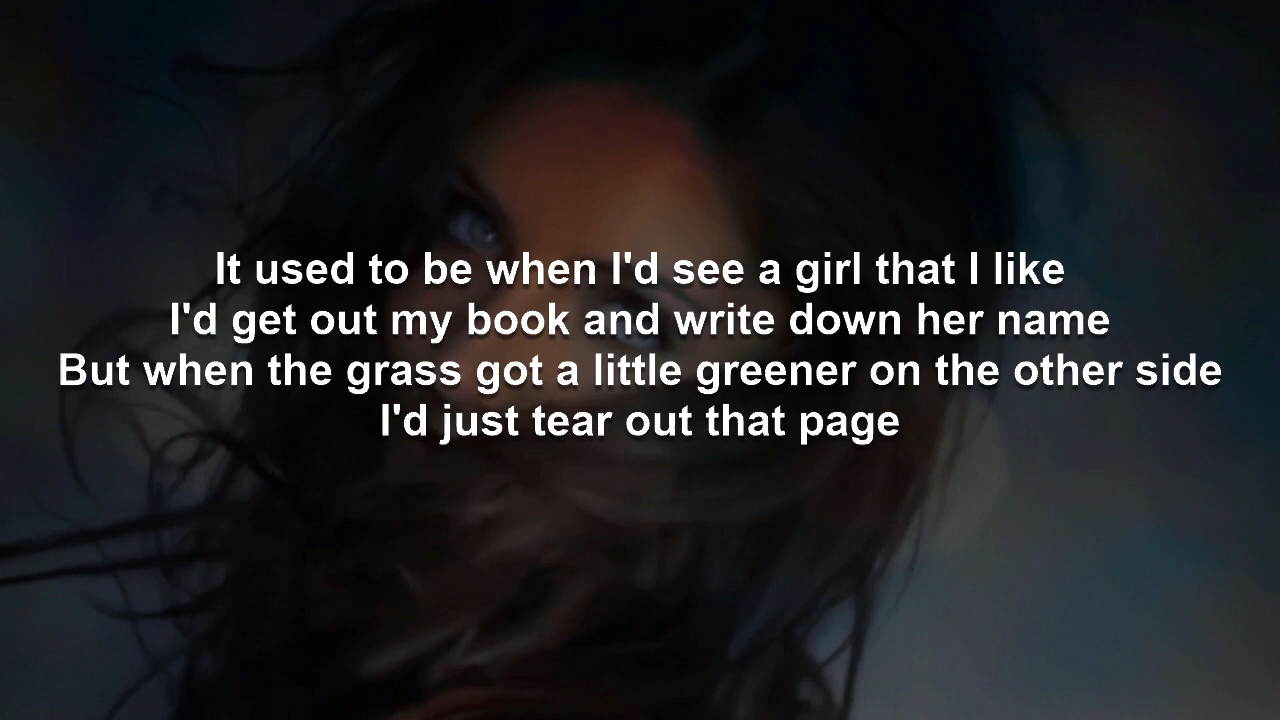 It used to be when I'd see a girl that I like
I'd get out my book and write down her name
But when the grass got a little greener on the other side
I'd just tear out that page